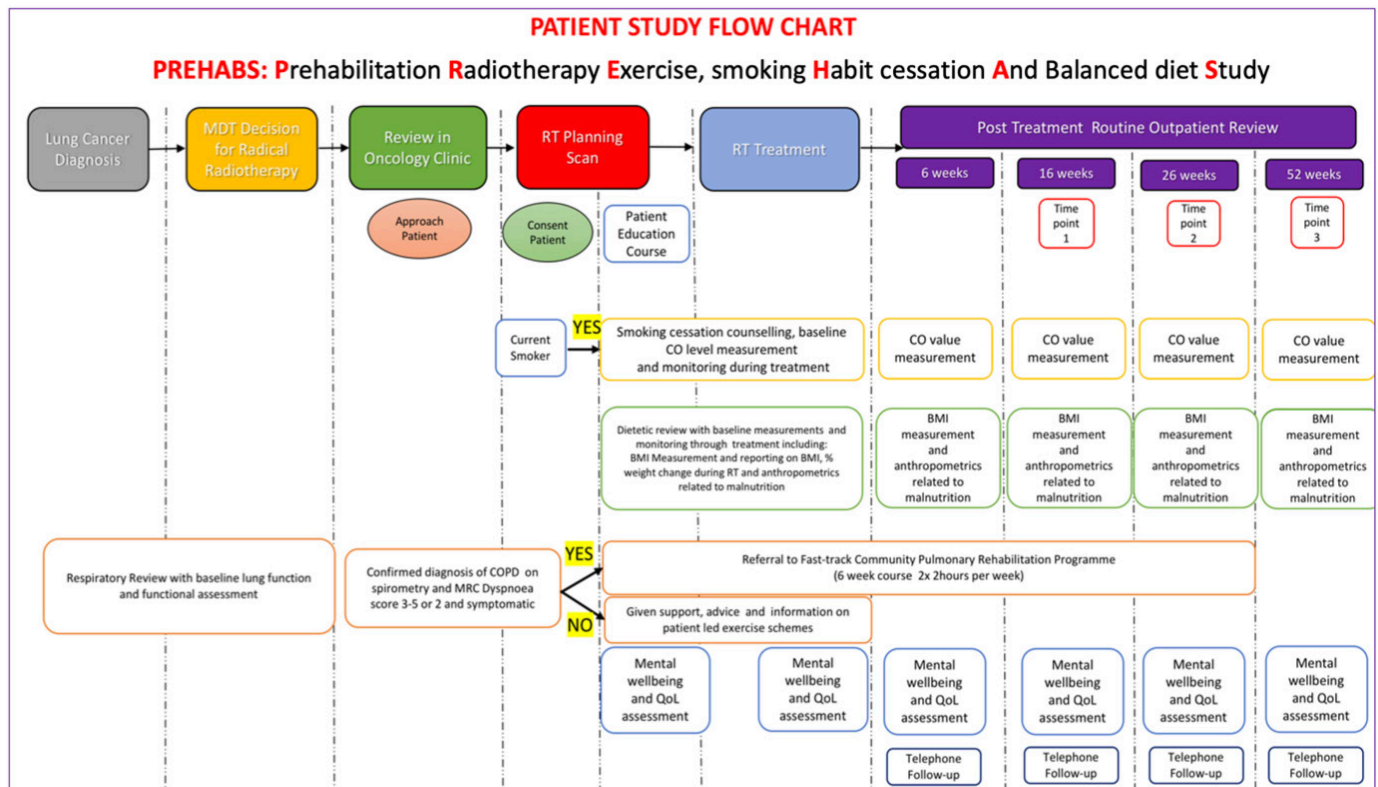 PATIENT STUDY FLOW CHART
PREHABS: Prehabilitation Radiotherapy Exercise, smoking Habit cessation And Balanced diet Study
Lung Cancer
Diagnosis
MDT Decision
for Radical
Radiotherapy
Review in
Oncology Clinic
RT Planning
Scan
RT Treatment
Post Treatment Routine Outpatient Review
6 weeks
16 weeks
26 weeks
52 weeks
Approach
Patient
Consent
Patient
Patient
Education
Course
Time
point
1
Time
point
2
Time
point
3
Current
Smoker
YES
Smoking cessation counselling, baseline
CO level measurement
and monitoring during treatment
CO value
measurement
CO value
measurement
CO value
measurement
CO value
measurement
Dietetic review with baseline measurements and
monitoring through treatment including:
BMI Measurement and reporting on BMI, %
weight change during RT and anthropometrics
related to malnutrition
BMI
measurement
and
anthropometrics
related to
malnutrition
BMI
measurement
and
anthropometrics
related to
malnutrition
BMI
measurement
and
anthropometrics
related to
malnutrition
BMI
measurement
and
anthropometrics
related to
malnutrition
Respiratory Review with baseline lung function
and functional assessment
Confirmed diagnosis of COPD on
spirometry and MRC Dyspnoea
score 3-5 or 2 and symptomatic
YES
Referral to Fast-track Community Pulmonary Rehabilitation Programme
(6 week course 2x 2hours per week)
NO
Given support, advice and information on
patient led exercise schemes
Mental
wellbeing
and QoL
assessment
Mental
wellbeing
and QoL
assessment
Mental
wellbeing
and QoL
assessment
Mental
wellbeing
and QoL
assessment
Mental
wellbeing
and QoL
assessment
Mental
wellbeing
and QoL
assessment
Telephone
Follow-up
Telephone
Follow-up
Telephone
Follow-up
Telephone
Follow-up